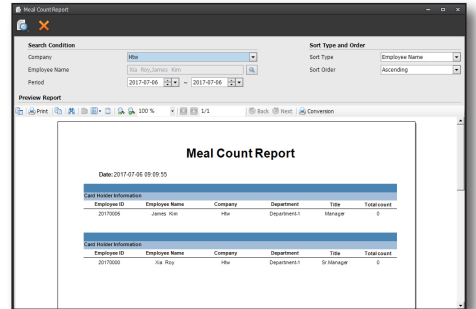 Meal Count Report
Search Condition
Sort Type and Order
Company Htw
Sort Type Employee Name
Employee Name Xia Roy,James Kim
Sort Order Ascending
Period 2017-07-06 ~ 2017-07-06
Preview Report
Print 100 % 1/1 Back Next Conversion
Meal Count Report
Date: 2017-07-06 09:09:55
Card Holder Information
Employee ID Employee Name Company Department Title Total count
20170005 James Kim Htw Department-1 Manager 0
Card Holder Information
Employee ID Employee Name Company Department Title Total count
20170000 Xia Roy Htw Department-1 Sr.Manager 0